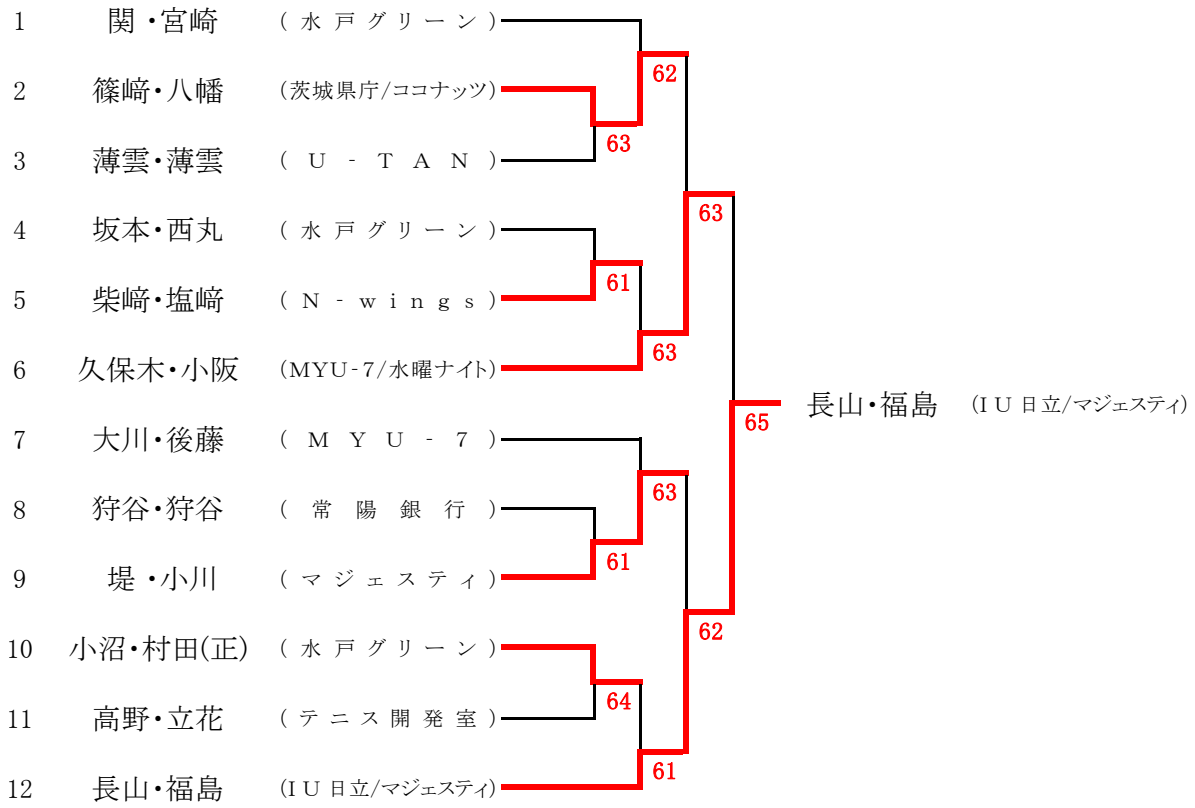 1 関・宮崎 (水戸グリーン)
62
2 篠﨑・八幡 (茨城県庁/ココナッツ)
63
3 薄雲・薄雲 (U-TAN)
63
4 坂本・西丸 (水戸グリーン)
61
5 柴﨑・塩﨑 (N-wings)
63
6 久保木・小阪 (MYU-7/水曜ナイト)
65 長山・福島 (IU日立/マジェスティ)
7 大川・後藤 (MYU-7)
63
8 狩谷・狩谷 (常陽銀行)
61
9 堤・小川 (マジェスティ)
62
10 小沼・村田(正) (水戸グリーン)
64
11 高野・立花 (テニス開発室)
61
12 長山・福島 (IU日立/マジェスティ)